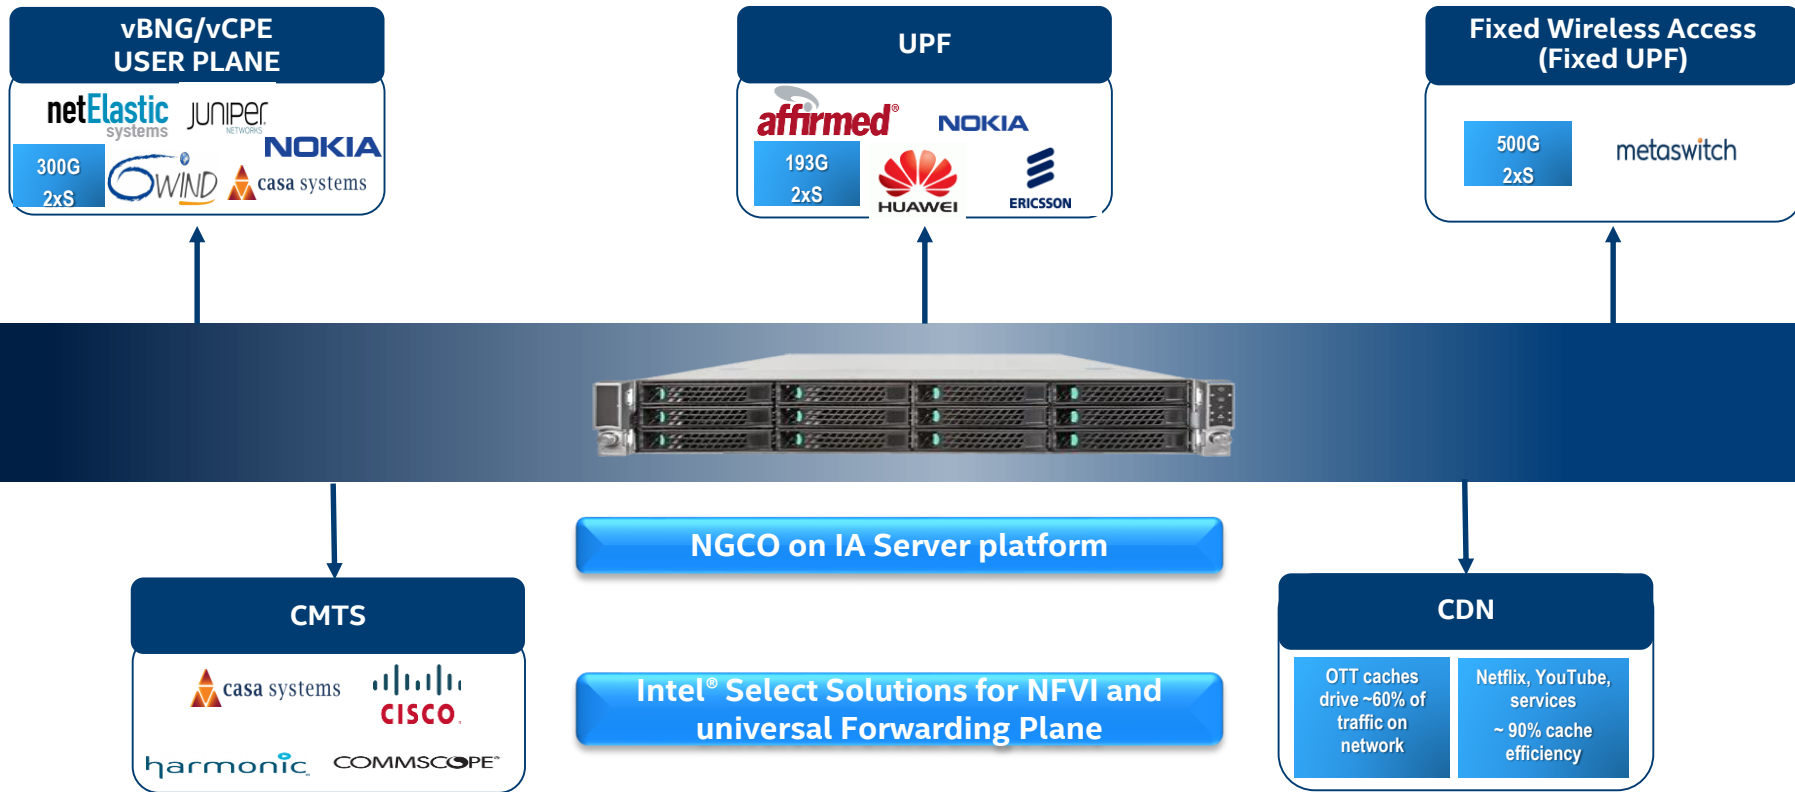 vBNG/vCPE
USER PLANE
netElastic
systems
JUNIPER
NETWORKS
NOKIA
300G
2xS
6WIND
casa systems
UPF
affirmed®
NOKIA
193G
2xS
HUAWEI
ERICSSON
Fixed Wireless Access
(Fixed UPF)
500G
2xS
metaswitch
NGCO on IA Server platform
Intel® Select Solutions for NFVI and
universal Forwarding Plane
CMTS
casa systems
CISCO
harmonic
COMMSCOPE®
CDN
OTT caches
drive ~60% of
traffic on
network
Netflix, YouTube,
services
~ 90% cache
efficiency